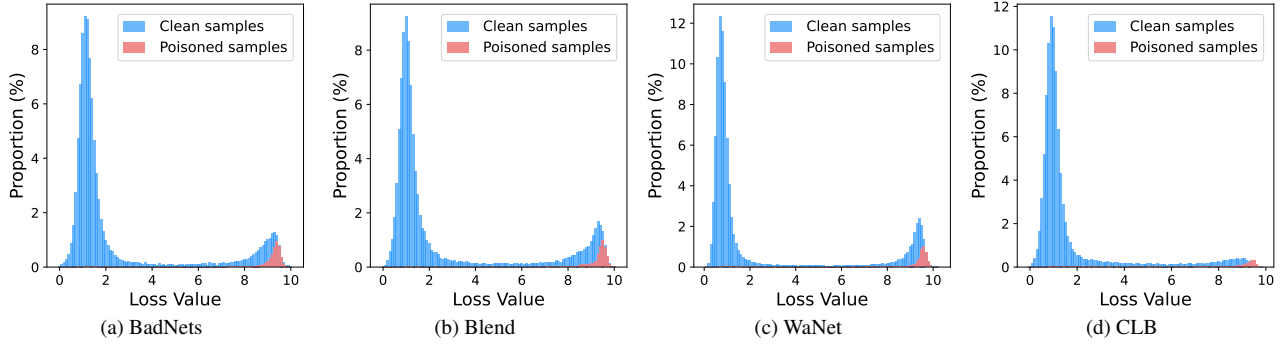 Clean samples
Poisoned samples
Proportion (%)
8
6
4
2
0
0 2 4 6 8 10
Loss Value
(a) BadNets
Clean samples
Poisoned samples
Proportion (%)
8
6
4
2
0
0 2 4 6 8 10
Loss Value
(b) Blend
Clean samples
Poisoned samples
Proportion (%)
12
10
8
6
4
2
0
0 2 4 6 8 10
Loss Value
(c) WaNet
Clean samples
Poisoned samples
Proportion (%)
12
10
8
6
4
2
0
0 2 4 6 8 10
Loss Value
(d) CLB